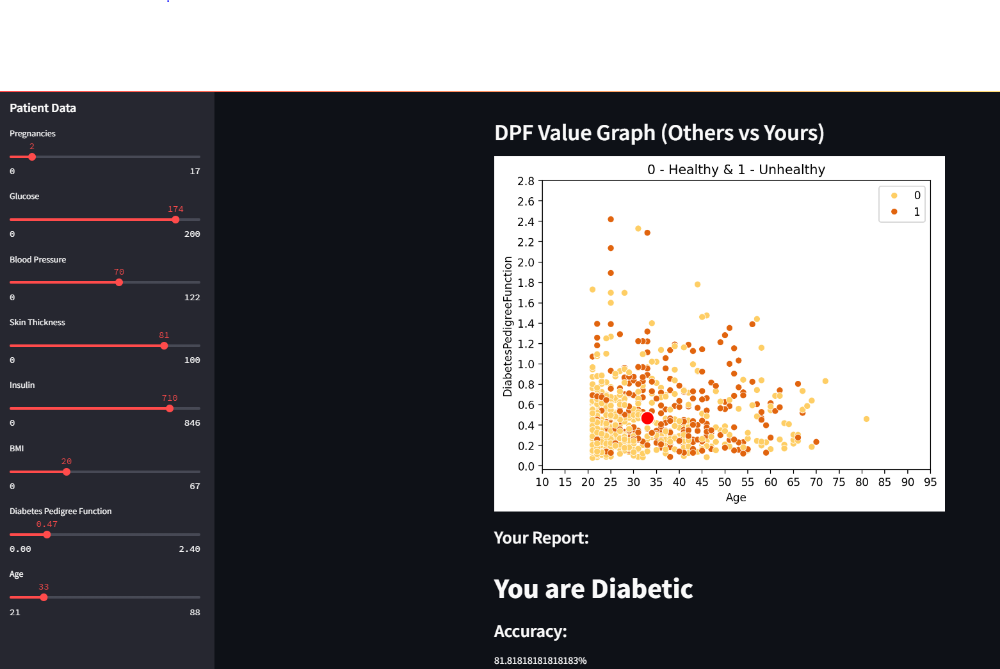 Patient Data
Pregnancies
2
0 17
Glucose
174
0 200
Blood Pressure
70
0 122
Skin Thickness
81
0 100
Insulin
710
0 846
BMI
20
0 67
Diabetes Pedigree Function
0.47
0.00 2.40
Age
33
21 88
DPF Value Graph (Others vs Yours)
0 - Healthy & 1 - Unhealthy
2.8
2.6
2.4
2.2
2.0
1.8
1.6
1.4
1.2
1.0
0.8
0.6
0.4
0.2
0.0
DiabetesPedigreeFunction
0
1
10 15 20 25 30 35 40 45 50 55 60 65 70 75 80 85 90 95
Age
Your Report:
You are Diabetic
Accuracy:
81.81818181818183%